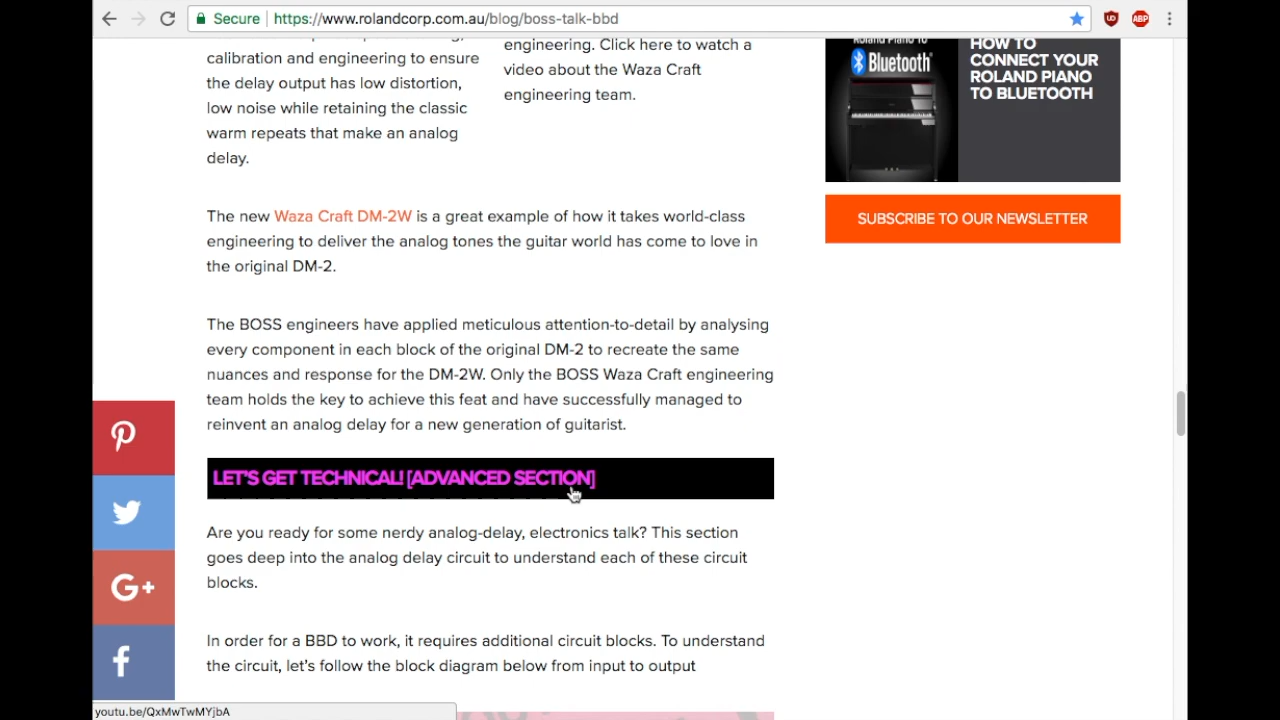 Secure
https://www.rolandcorp.com.au/blog/boss-talk-bbd
calibration and engineering to ensure
the delay output has low distortion,
low noise while retaining the classic
warm repeats that make an analog
delay.
engineering. Click here to watch a
video about the Waza Craft
engineering team.
The new Waza Craft DM-2W is a great example of how it takes world-class
engineering to deliver the analog tones the guitar world has come to love in
the original DM-2.
The BOSS engineers have applied meticulous attention-to-detail by analysing
every component in each block of the original DM-2 to recreate the same
nuances and response for the DM-2W. Only the BOSS Waza Craft engineering
team holds the key to achieve this feat and have successfully managed to
reinvent an analog delay for a new generation of guitarist.
LET'S GET TECHNICAL! [ADVANCED SECTION]
Are you ready for some nerdy analog-delay, electronics talk? This section
goes deep into the analog delay circuit to understand each of these circuit
blocks.
In order for a BBD to work, it requires additional circuit blocks. To understand
the circuit, let's follow the block diagram below from input to output
Roland Piano To
Bluetooth
HOW TO
CONNECT YOUR
ROLAND PIANO
TO BLUETOOTH
SUBSCRIBE TO OUR NEWSLETTER
G+
ABP
youtu.be/QxMwTwMYjbA